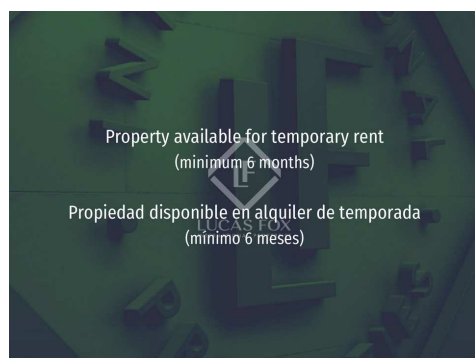 Property available for temporary rent
(minimum 6 months)
LF
Propiedad disponible en alquiler de temporada
LUCAS FOX
(mínimo 6 meses)